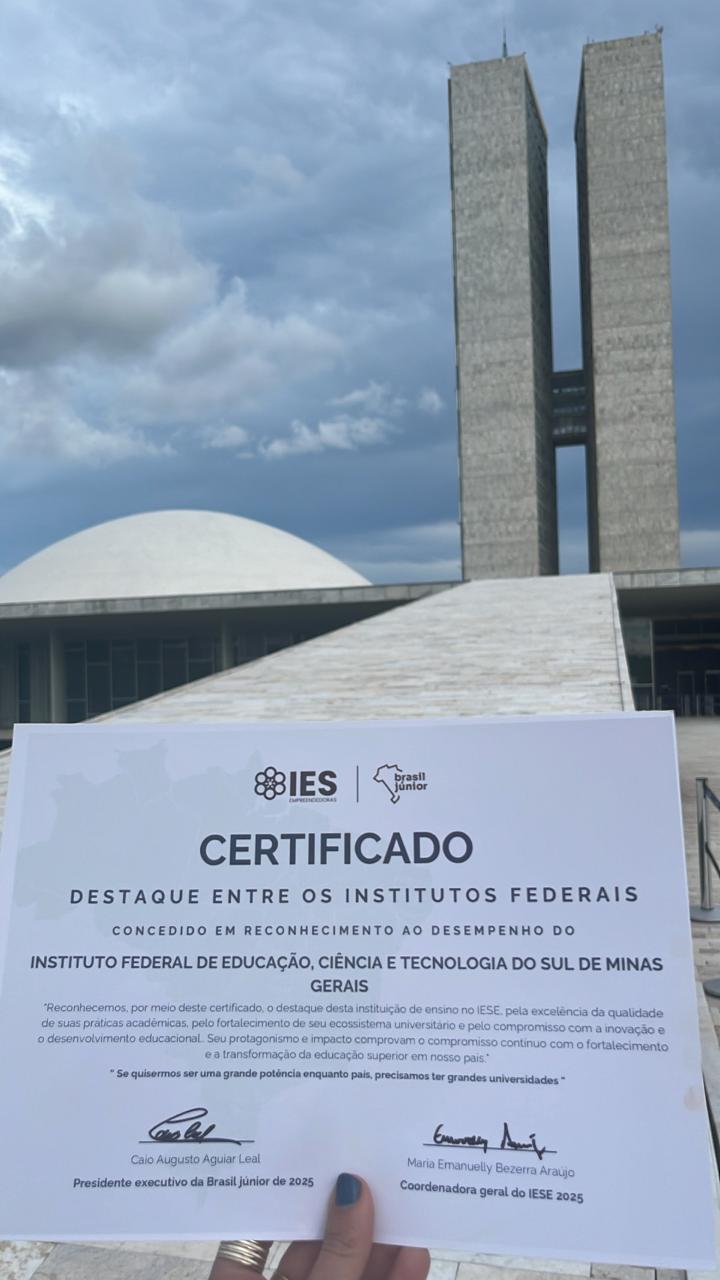 IES
EMPREENDEDORAS
brasil
júnior
CERTIFICADO
DESTAQUE ENTRE OS INSTITUTOS FEDERAIS
CONCEDIDO EM RECONHECIMENTO AO DESEMPENHO DO
INSTITUTO FEDERAL DE EDUCAÇÃO, CIÊNCIA E TECNOLOGIA DO SUL DE MINAS
GERAIS
"Reconhecemos, por meio deste certificado, o destaque desta instituição de ensino no IESE, pela excelência da qualidade
de suas práticas acadêmicas, pelo fortalecimento de seu ecossistema universitário e pelo compromisso com a inovação e
o desenvolvimento educacional. Seu protagonismo e impacto comprovam o compromisso contínuo com o fortalecimento
e a transformação da educação superior em nosso país."
" Se quisermos ser uma grande potência enquanto país, precisamos ter grandes universidades "
Caio Augusto Aguiar Leal
Presidente executivo da Brasil júnior de 2025
Maria Emanuelly Bezerra Araújo
Coordenadora geral do IESE 2025